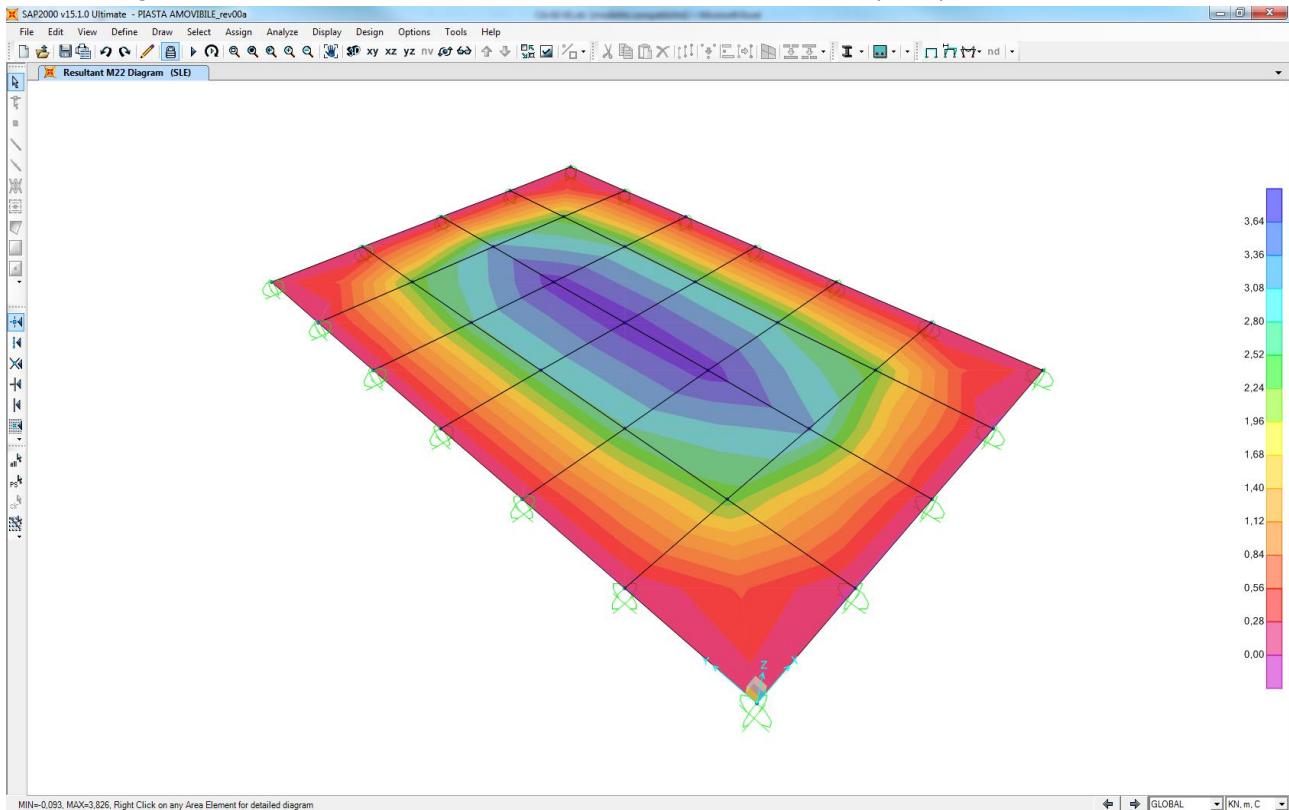 SAP2000 v15.1.0 Ultimate - PIASTA AMOVIBILE_rev00a
File Edit View Define Draw Select Assign Analyze Display Design Options Tools Help
xy xz yz nv nd
Resultant M22 Diagram (SLE)
all
PS
clr
3,64
3,36
3,08
2,80
2,52
2,24
1,96
1,68
1,40
1,12
0,84
0,56
0,28
0,00
Y Z X
MIN=-0,093, MAX=3,826, Right Click on any Area Element for detailed diagram
GLOBAL KN, m, C